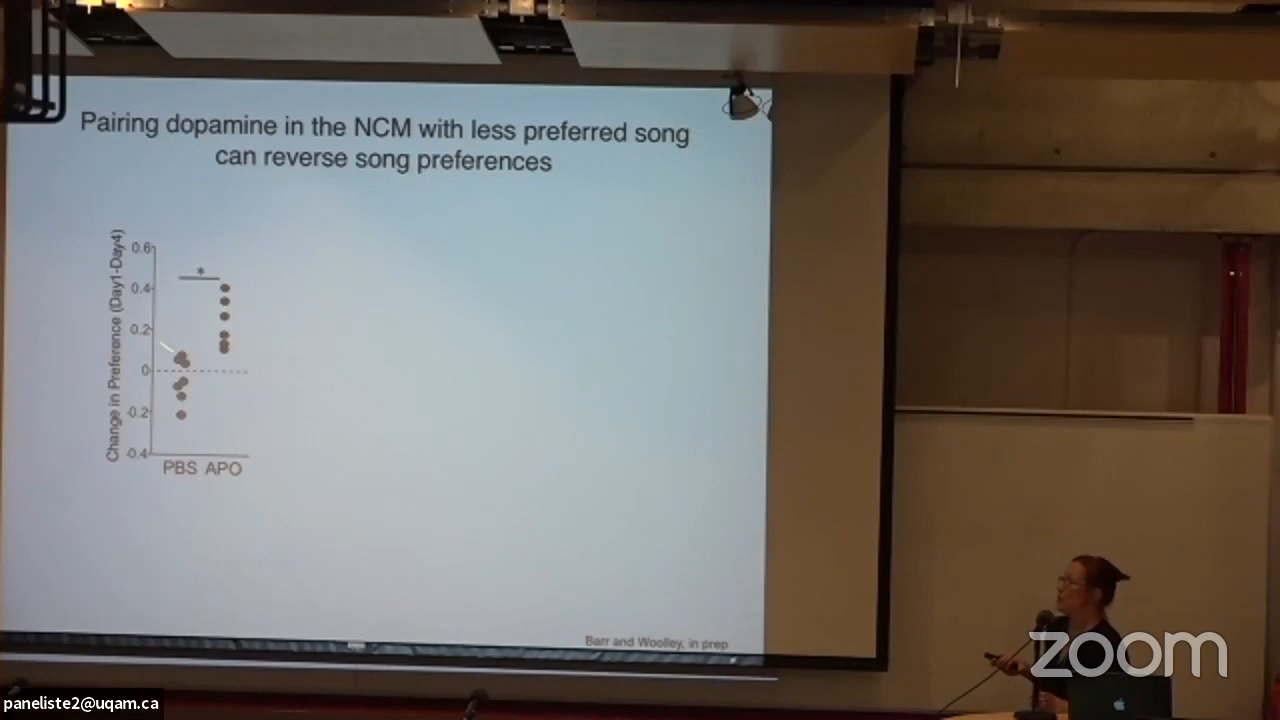 Pairing dopamine in the NCM with less preferred song
can reverse song preferences
Change in Preference (Day1-Day4)
0.6
0.4
0.2
0
-0.2
-0.4
*
PBS APO
Barr and Woolley, in prep
zoom
paneliste2@uqam.ca